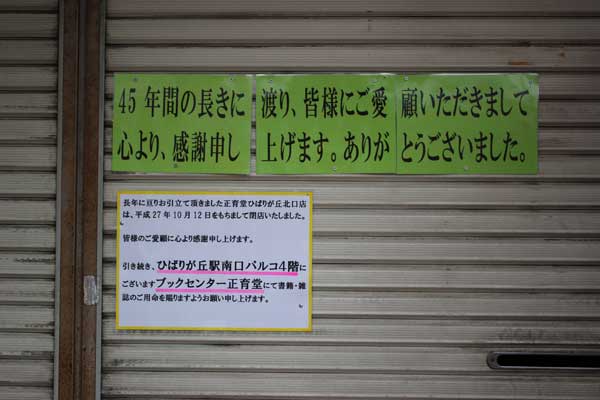 45年間の長きに渡り、皆様にご愛顧いただきまして
心より、感謝申し上げます。ありがとうございました。
長年に亘りお引立て頂きました正育堂ひばりが丘北口店
は、平成27年10月12日をもちまして閉店いたしました。
皆様のご愛顧に心より感謝申し上げます。
引き続き、ひばりが丘駅南口パルコ4階に
ございますブックセンター正育堂にて書籍・雑
誌のご用命を賜りますようお願い申し上げます。